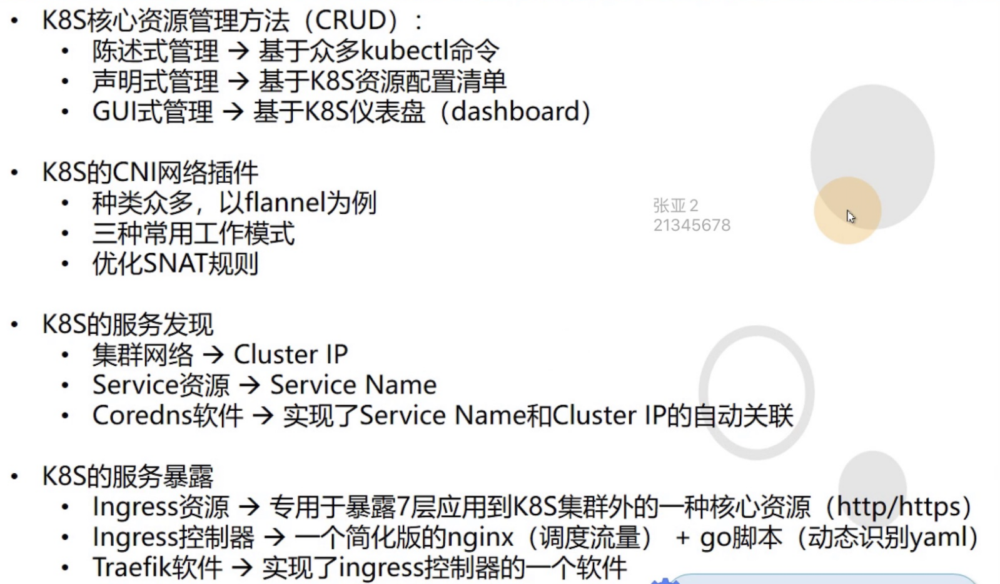 • K8S核心资源管理方法（CRUD）:
• 陈述式管理 → 基于众多kubectl命令
• 声明式管理 → 基于K8S资源配置清单
• GUI式管理 → 基于K8S仪表盘（dashboard）
• K8S的CNI网络插件
• 种类众多，以flannel为例
• 三种常用工作模式
• 优化SNAT规则
张亚2
21345678
• K8S的服务发现
• 集群网络 → Cluster IP
• Service资源 → Service Name
• Coredns软件 → 实现了Service Name和Cluster IP的自动关联
• K8S的服务暴露
• Ingress资源 → 专用于暴露7层应用到K8S集群外的一种核心资源（http/https）
• Ingress控制器 → 一个简化版的nginx（调度流量） + go脚本（动态识别yaml）
• Traefik软件 → 实现了ingress控制器的一个软件